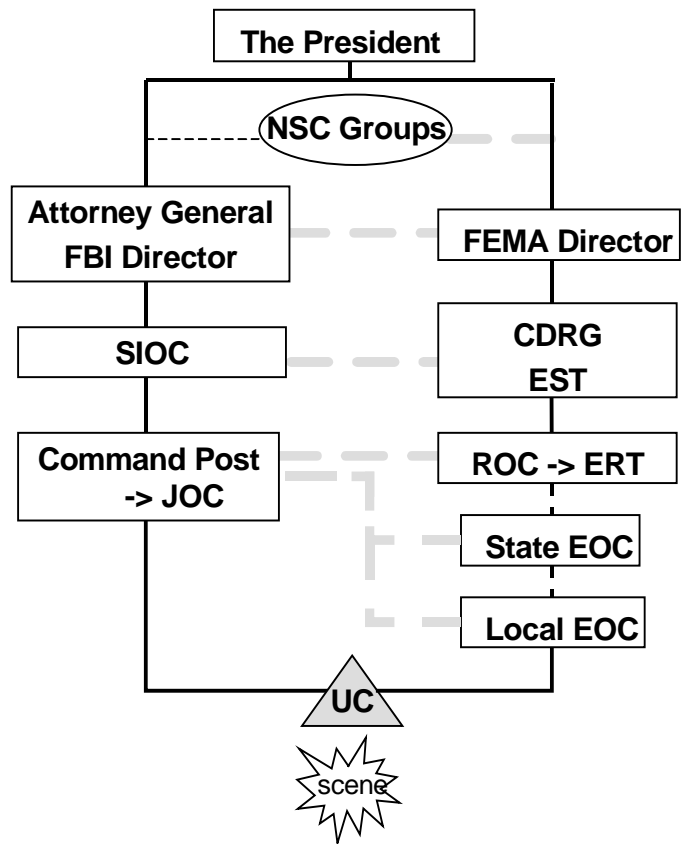 The President
NSC Groups
Attorney General
FBI Director
FEMA Director
SIOC
CDRG
EST
Command Post
-> JOC
ROC -> ERT
State EOC
Local EOC
UC
scene